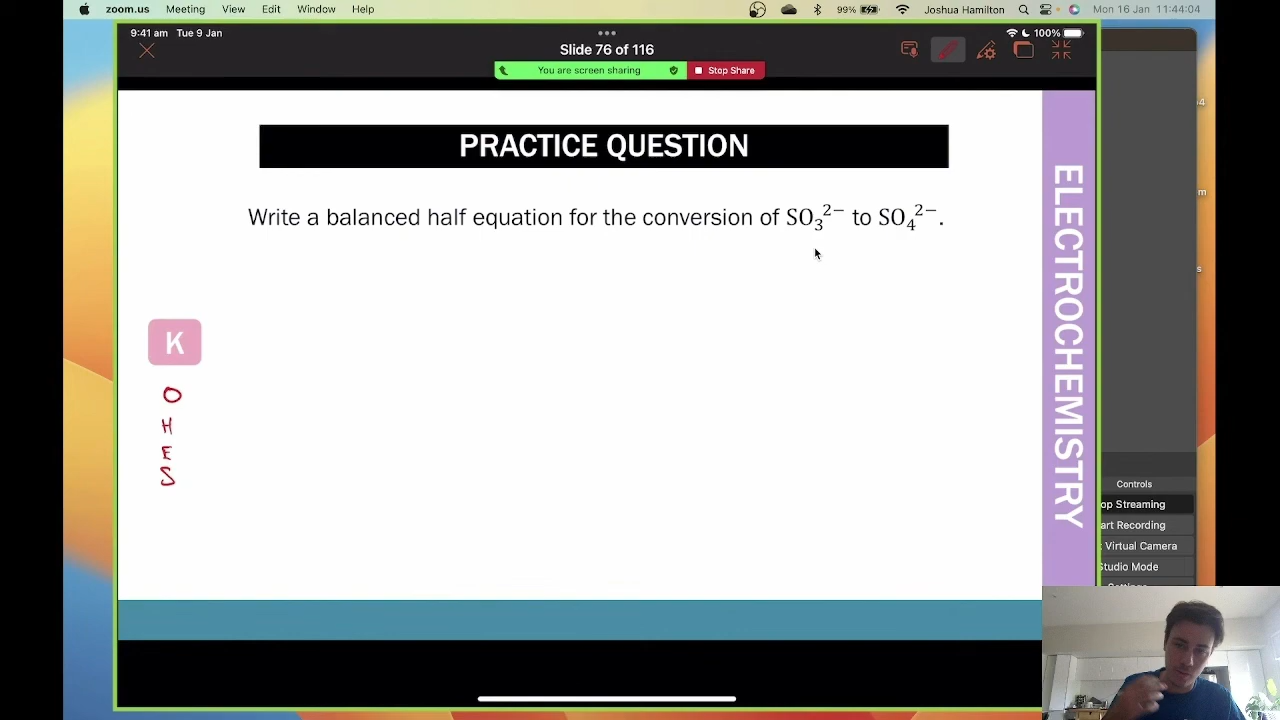 zoom.us Meeting View Edit Window Help 99% Joshua Hamilton Mon 16 Jan 11:44:04
9:41 am Tue 9 Jan 100%
Slide 76 of 116
You are screen sharing Stop Share
PRACTICE QUESTION
Write a balanced half equation for the conversion of SO₃²⁻ to SO₄²⁻.
K
O
H
E
S
ELECTROCHEMISTRY
Controls
op Streaming
art Recording
Virtual Camera
Studio Mode